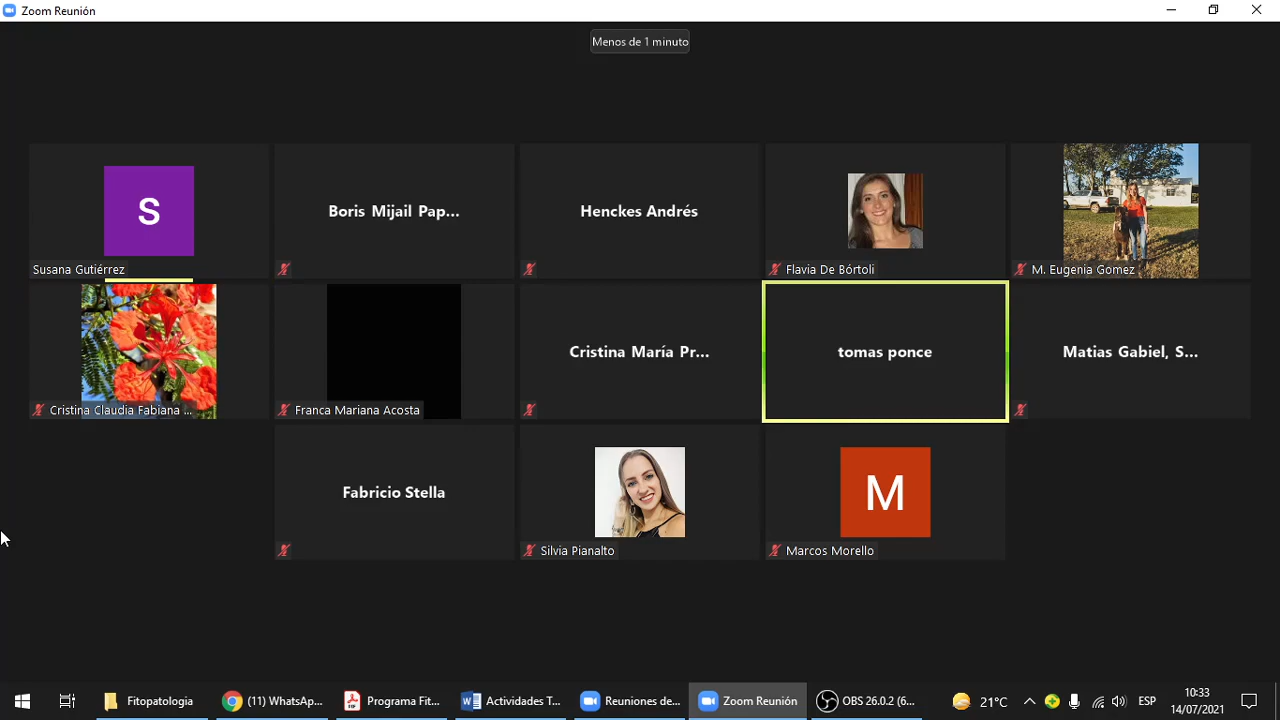 Zoom Reunión
Menos de 1 minuto
S
Susana Gutiérrez
Boris Mijail Pap...
Henckes Andrés
Flavia De Bórtoli
M. Eugenia Gomez
Cristina Claudia Fabiana ...
Franca Mariana Acosta
Cristina María Pr...
tomas ponce
Matias Gabiel, S...
Fabricio Stella
Silvia Pianalto
M
Marcos Morello
Fitopatologia
(11) WhatsAp...
Programa Fit...
Actividades T...
Reuniones de...
Zoom Reunión
OBS 26.0.2 (6...
21°C
ESP
10:33
14/07/2021